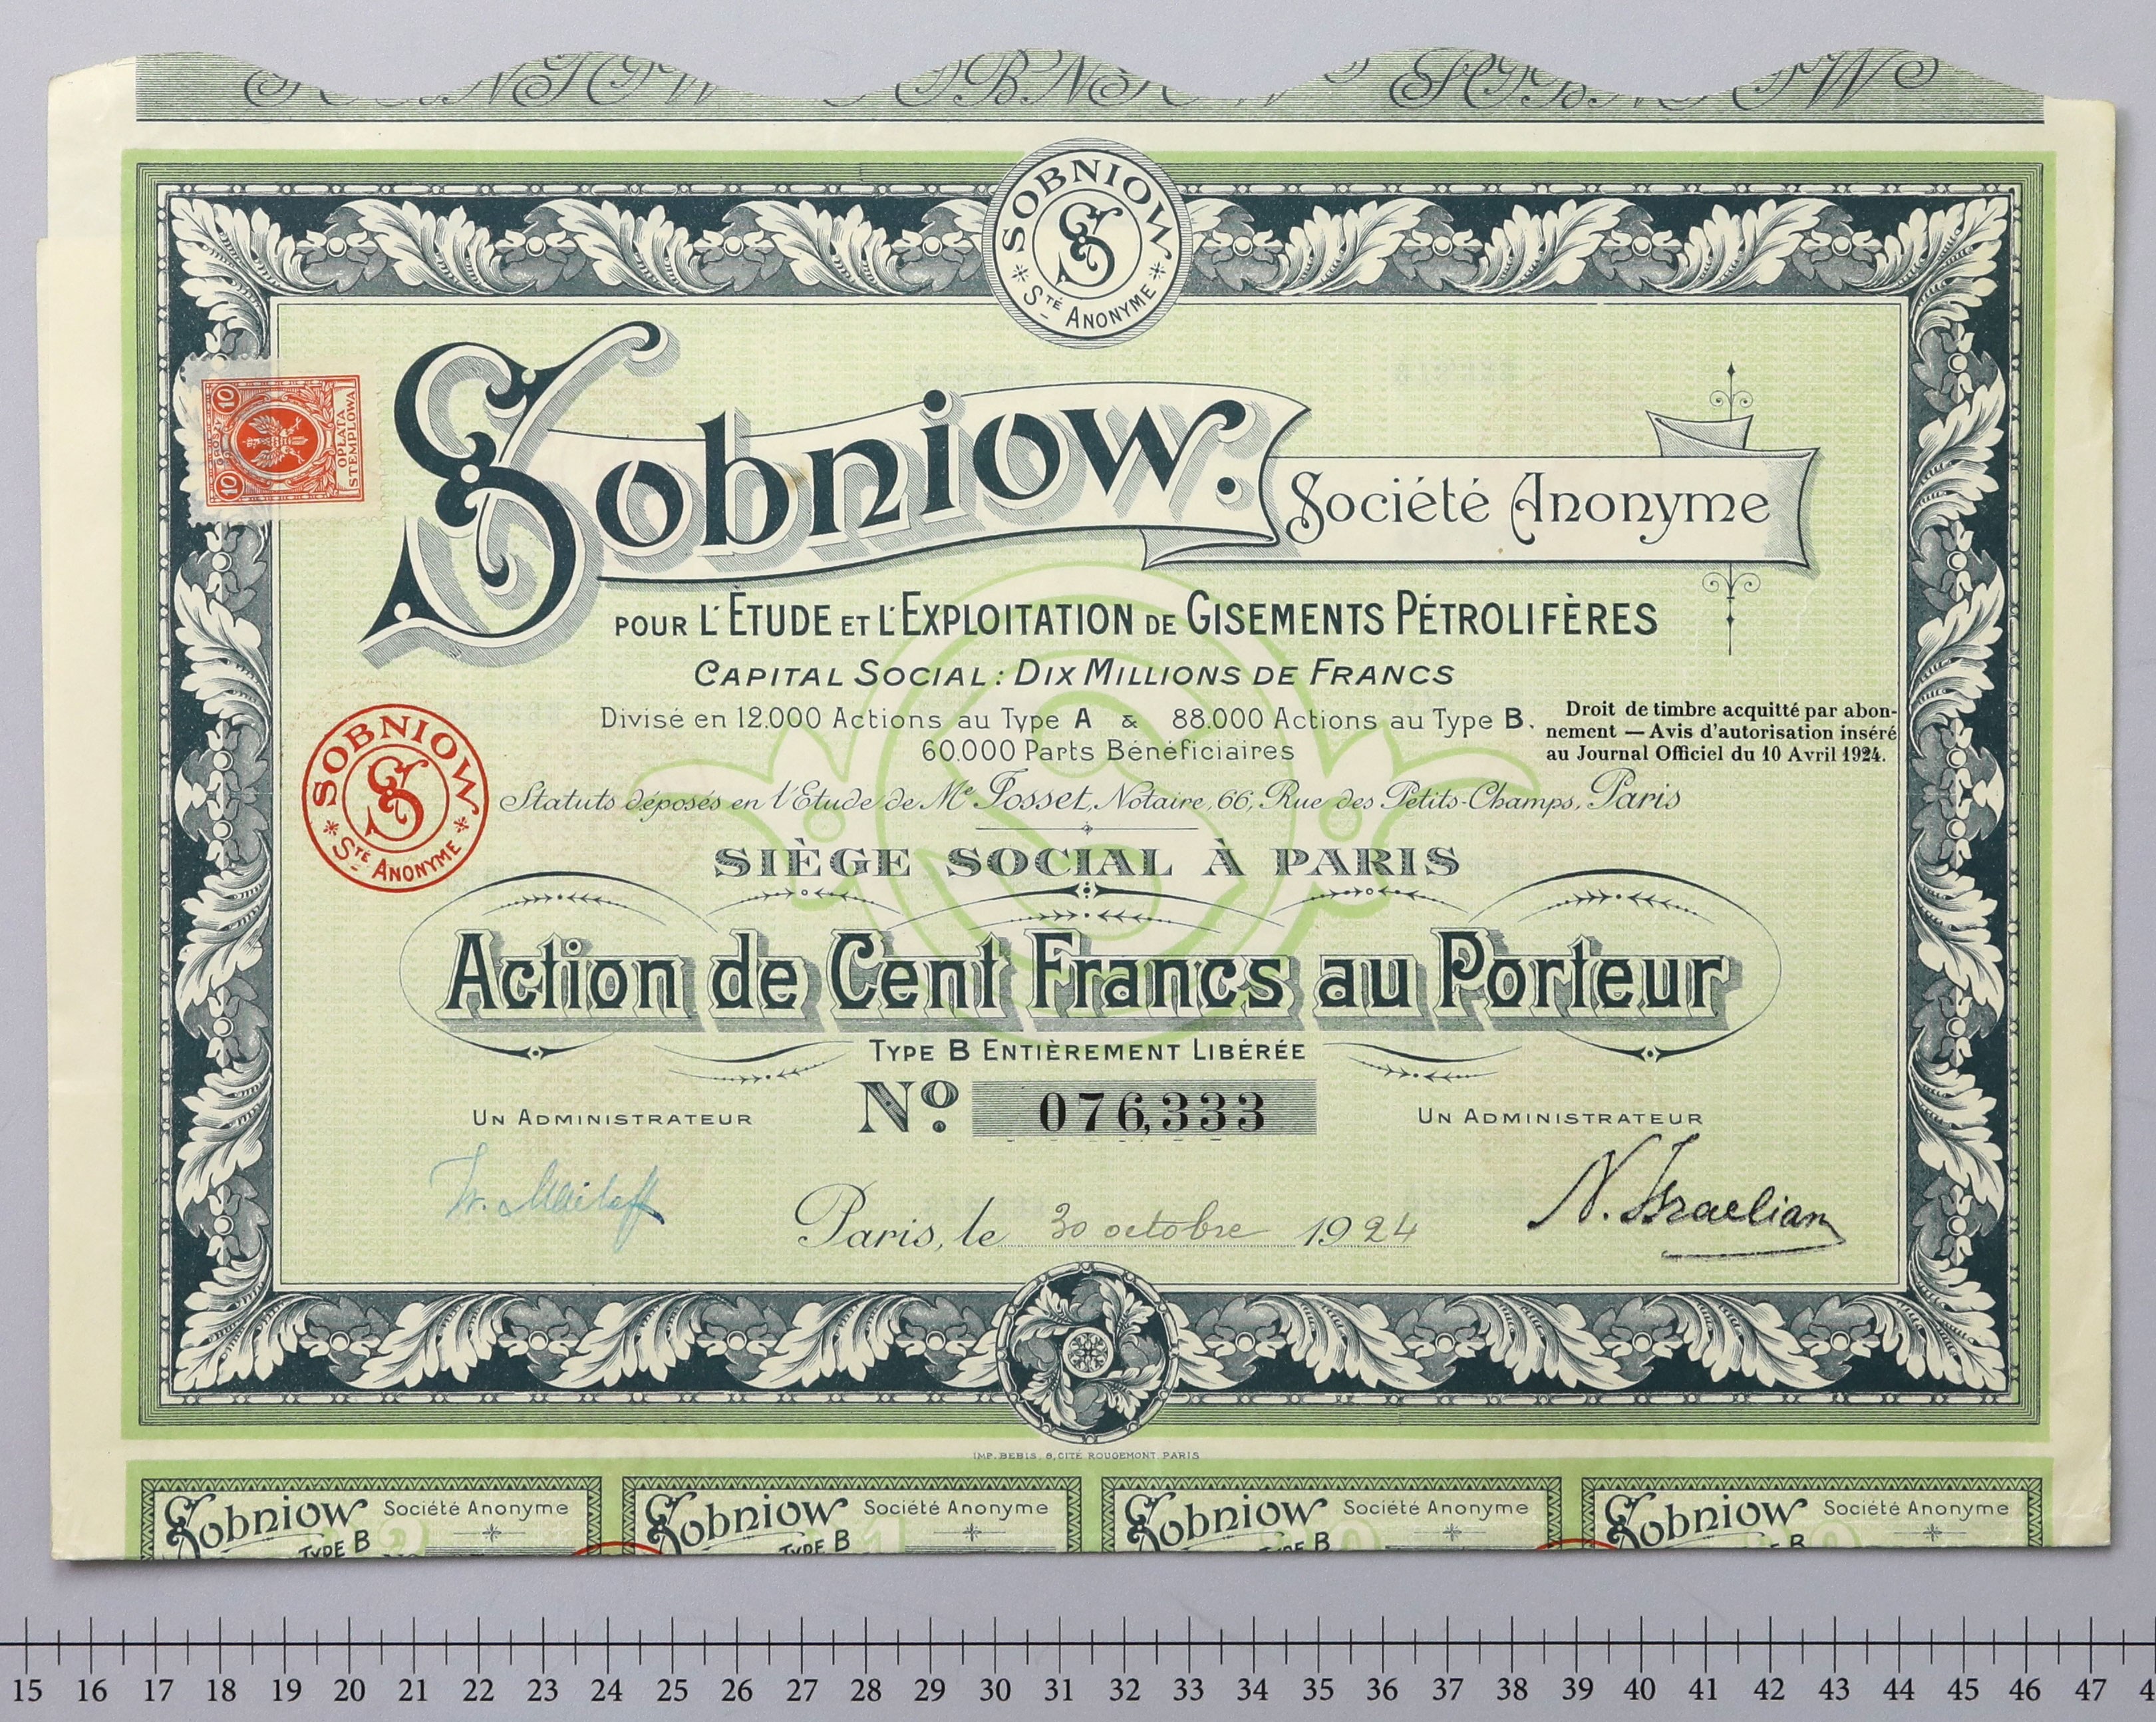 SOBNIOW
S
STÉ ANONYME
10 10
GROSZY
OPŁATA
STEMPLOWA
Sobniow. Société Anonyme
POUR L'ÉTUDE ET L'EXPLOITATION DE GISEMENTS PÉTROLIFÈRES
CAPITAL SOCIAL: DIX MILLIONS DE FRANCS
Divisé en 12.000 Actions au Type A & 88.000 Actions au Type B.
60.000 Parts Bénéficiaires
Droit de timbre acquitté par abon-
nement — Avis d'autorisation inséré
au Journal Officiel du 10 Avril 1924.
Statuts déposés en l'Etude de Me Fosset, Notaire, 66, Rue des Petits-Champs, Paris
SOBNIOW
S
STÉ ANONYME
SIÈGE SOCIAL À PARIS
Action de Cent Francs au Porteur
TYPE B ENTIÈREMENT LIBÉRÉE
No. 076,333
UN ADMINISTRATEUR UN ADMINISTRATEUR
N. Israelian
Paris, le 30 octobre 1924
IMP. BEBIS, 8, CITÉ ROUGEMONT PARIS
Sobniow Société Anonyme Sobniow Société Anonyme Sobniow Société Anonyme Sobniow Société Anonyme
TYPE B TYPE B TYPE B TYPE B
15 16 17 18 19 20 21 22 23 24 25 26 27 28 29 30 31 32 33 34 35 36 37 38 39 40 41 42 43 44 45 46 47